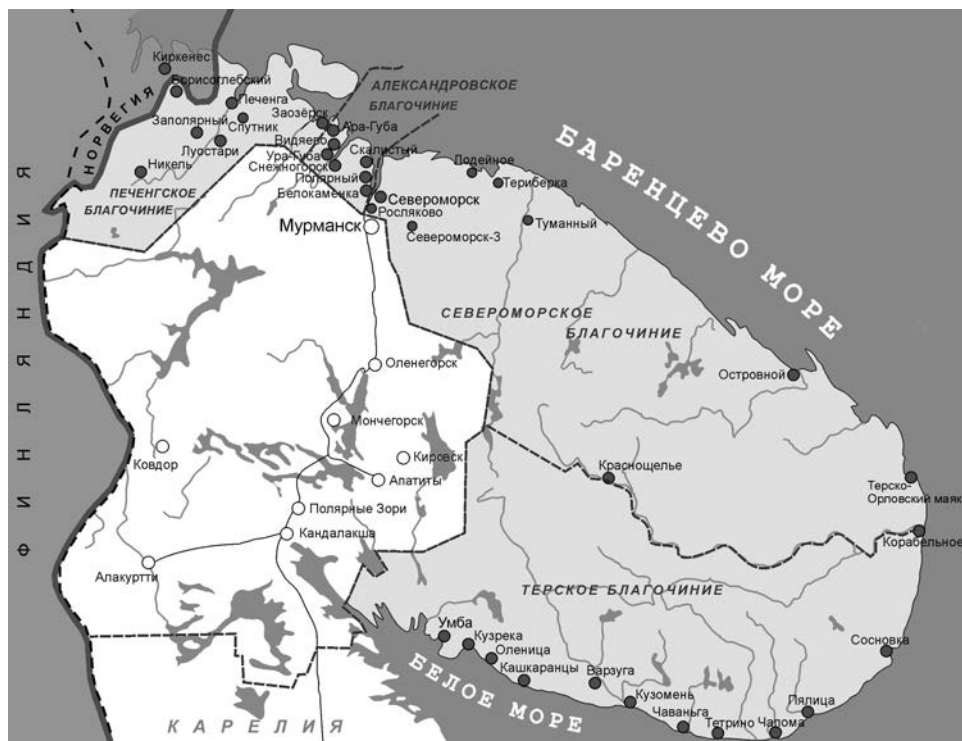 Киркенес
Борисоглебский
НОРВЕГИЯ
Печенга
Заполярный
Спутник
Луостари
Никель
ПЕЧЕНГСКОЕ
БЛАГОЧИНИЕ
АЛЕКСАНДРОВСКОЕ
БЛАГОЧИНИЕ
Заозёрск
Ара-Губа
Видяево
Ура-Губа
Снежногорск
Скалистый
Полярный
Белокаменка
Североморск
Росляково
Мурманск
Североморск-3
Лодейное
Териберка
Туманный
БАРЕНЦЕВО МОРЕ
СЕВЕРОМОРСКОЕ
БЛАГОЧИНИЕ
Островной
ФИНЛЯНДИЯ
Оленегорск
Мончегорск
Ковдор
Кировск
Апатиты
Краснощелье
Терско-
Орловский маяк
Полярные Зори
Кандалакша
Корабельное
Алакуртти
ТЕРСКОЕ БЛАГОЧИНИЕ
Умба
Кузрека
Оленица
Кашкаранцы
Варзуга
Кузомень
Чаваньга
Тетрино
Чапома
Пялица
Сосновка
БЕЛОЕ МОРЕ
КАРЕЛИЯ